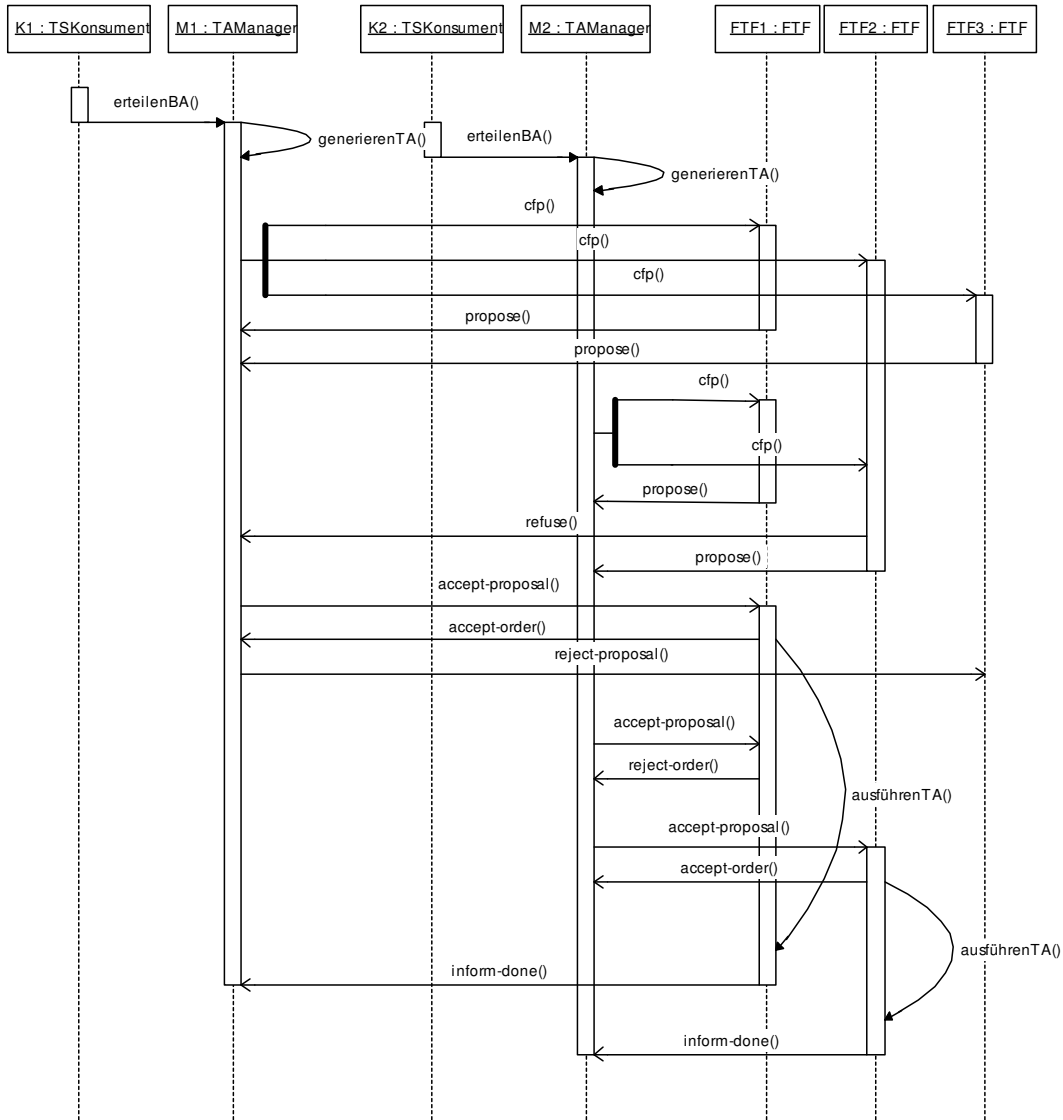 K1 : TSKonsument
M1 : TAManager
K2 : TSKonsument
M2 : TAManager
FTF1 : FTF
FTF2 : FTF
FTF3 : FTF
erteilenBA()
generierenTA()
erteilenBA()
generierenTA()
cfp()
cfp()
cfp()
propose()
propose()
cfp()
cfp()
propose()
refuse()
propose()
accept-proposal()
accept-order()
reject-proposal()
accept-proposal()
reject-order()
ausführenTA()
accept-proposal()
accept-order()
ausführenTA()
inform-done()
inform-done()